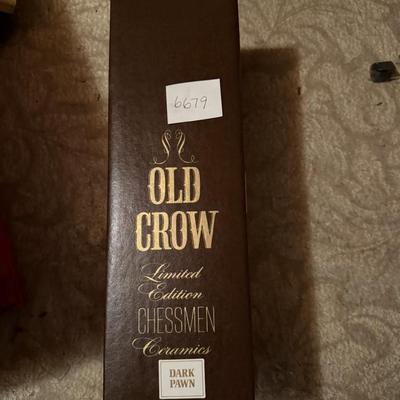 6679
OLD
CROW
Limited
Edition
CHESSMEN
Ceramics
DARK
PAWN